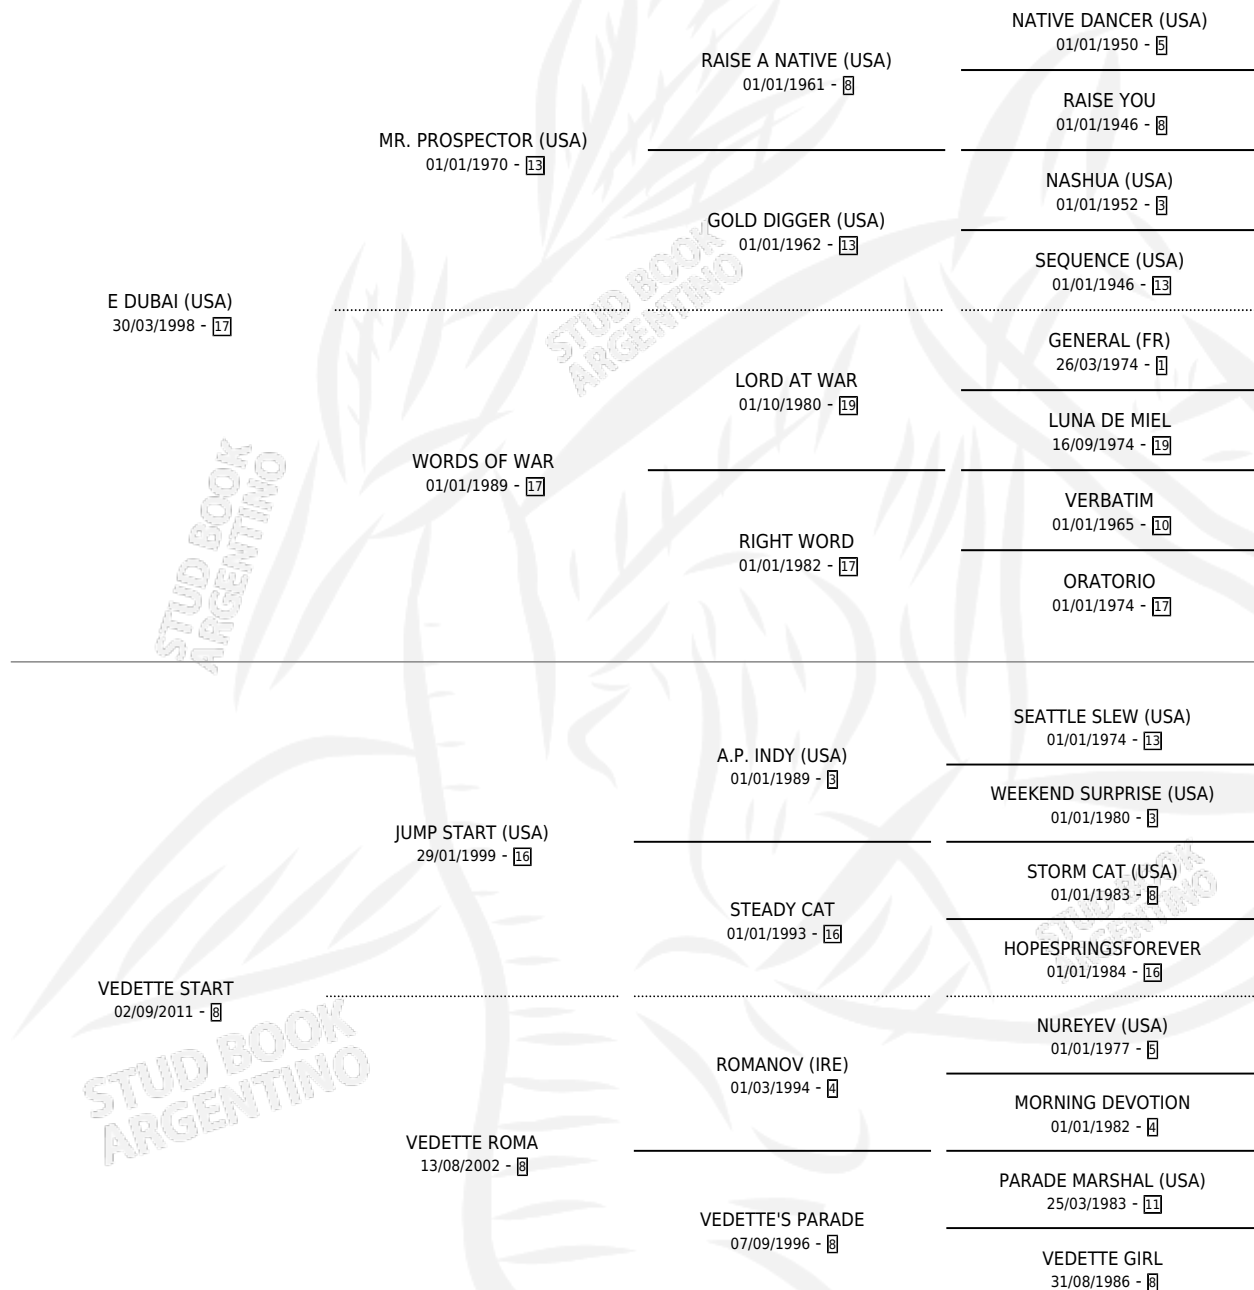 NATIVE DANCER (USA)
01/01/1950 - 5
RAISE A NATIVE (USA)
01/01/1961 - 8
RAISE YOU
01/01/1946 - 8
MR. PROSPECTOR (USA)
01/01/1970 - 13
NASHUA (USA)
01/01/1952 - 3
GOLD DIGGER (USA)
01/01/1962 - 13
SEQUENCE (USA)
01/01/1946 - 13
E DUBAI (USA)
30/03/1998 - 17
STUD BOOK
ARGENTINO
GENERAL (FR)
26/03/1974 - 1
LORD AT WAR
01/10/1980 - 19
LUNA DE MIEL
16/09/1974 - 19
WORDS OF WAR
01/01/1989 - 17
VERBATIM
01/01/1965 - 10
RIGHT WORD
01/01/1982 - 17
ORATORIO
01/01/1974 - 17
STUD BOOK
ARGENTINO
SEATTLE SLEW (USA)
01/01/1974 - 13
A.P. INDY (USA)
01/01/1989 - 3
WEEKEND SURPRISE (USA)
01/01/1980 - 3
JUMP START (USA)
29/01/1999 - 16
STORM CAT (USA)
01/01/1983 - 8
STEADY CAT
01/01/1993 - 16
HOPESPRINGSFOREVER
01/01/1984 - 16
STUD BOOK
ARGENTINO
VEDETTE START
02/09/2011 - 8
NUREYEV (USA)
01/01/1977 - 5
ROMANOV (IRE)
01/03/1994 - 4
MORNING DEVOTION
01/01/1982 - 4
STUD BOOK
ARGENTINO
VEDETTE ROMA
13/08/2002 - 8
PARADE MARSHAL (USA)
25/03/1983 - 11
VEDETTE'S PARADE
07/09/1996 - 8
VEDETTE GIRL
31/08/1986 - 8